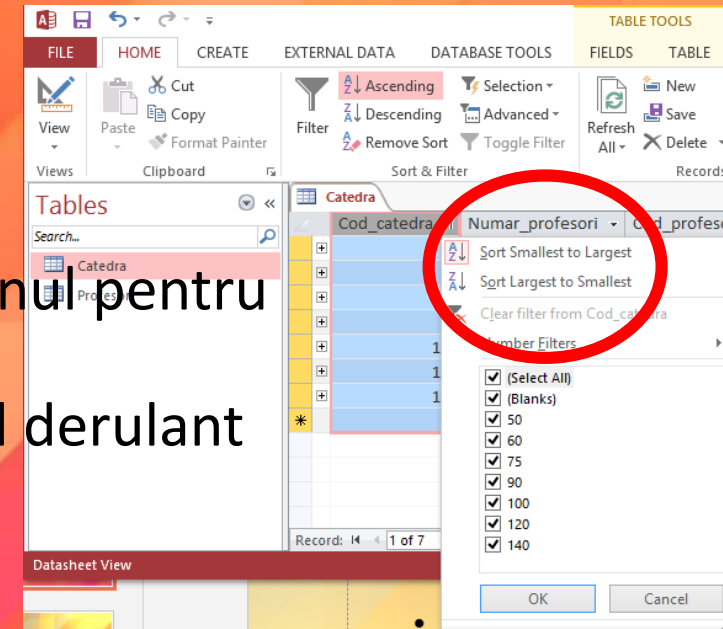 TABLE TOOLS
FILE HOME CREATE EXTERNAL DATA DATABASE TOOLS FIELDS TABLE
View
Paste
Cut
Copy
Format Painter
Filter
Ascending
Descending
Remove Sort
Selection
Advanced
Toggle Filter
Refresh All
New
Save
Delete
Views Clipboard Sort & Filter Records
Tables
Search...
Catedra
nul pentru
l derulant
Catedra
Cod_catedra Numar_profesori
1
1
1
Sort Smallest to Largest
Sort Largest to Smallest
Clear filter from Cod_catedra
Number Filters
(Select All)
(Blanks)
50
60
75
90
100
120
140
OK Cancel
Record: 1 of 7
Datasheet View